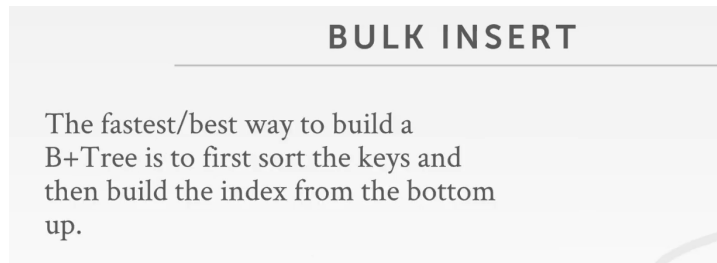 BULK INSERT
The fastest/best way to build a
B+Tree is to first sort the keys and
then build the index from the bottom
up.